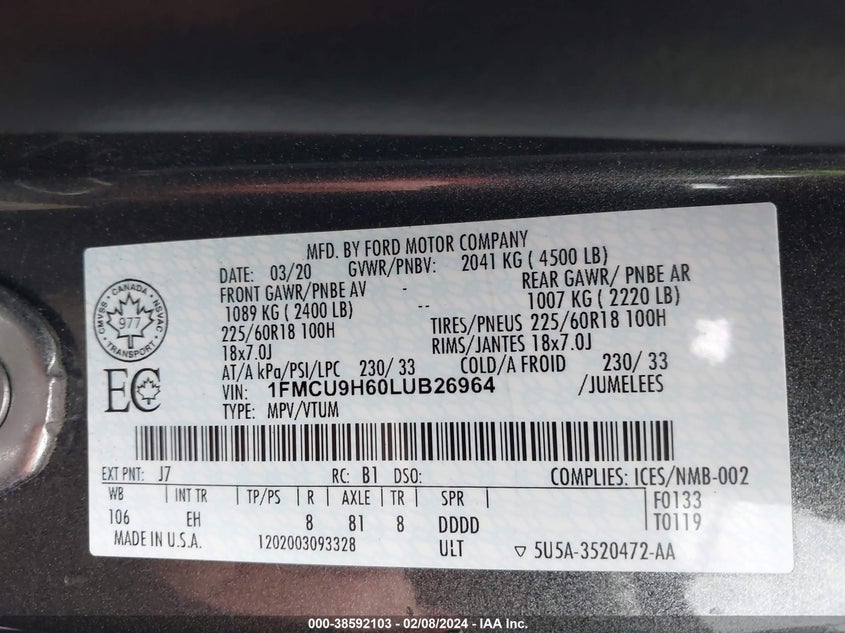 MFD. BY FORD MOTOR COMPANY
DATE: 03/20 GVWR/PNBV: 2041 KG ( 4500 LB)
FRONT GAWR/PNBE AV - REAR GAWR/ PNBE AR
1089 KG ( 2400 LB) -- 1007 KG ( 2220 LB)
225/60R18 100H TIRES/PNEUS 225/60R18 100H
18x7.0J RIMS/JANTES 18x7.0J
AT/A kPa/PSI/LPC 230/ 33 COLD/A FROID 230/ 33
VIN: 1FMCU9H60LUB26964 /JUMELEES
TYPE: MPV/VTUM
CANADA
CMVSS NSVAC
977
TRANSPORT
EC
EXT PNT: J7 RC: B1 DSO: COMPLIES: ICES/NMB-002
WB INT TR TP/PS R AXLE TR SPR F0133
106 EH 8 81 8 DDDD T0119
MADE IN U.S.A. 1202003093328 ULT ▽ 5U5A-3520472-AA
000-38592103 - 02/08/2024 - IAA Inc.